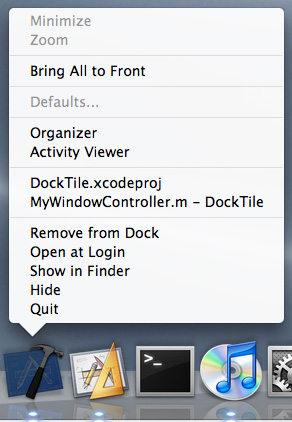 Minimize
Zoom
Bring All to Front
Defaults...
Organizer
Activity Viewer
DockTile.xcodeproj
MyWindowController.m – DockTile
Remove from Dock
Open at Login
Show in Finder
Hide
Quit
>_